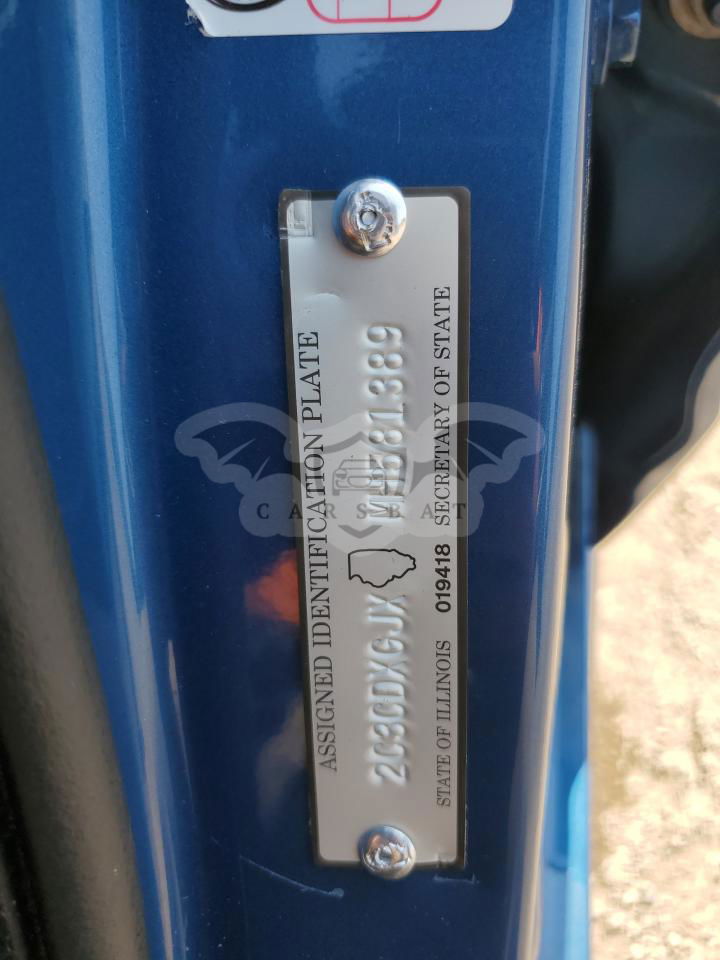 ASSIGNED IDENTIFICATION PLATE
2C3CDXGJX MH581389
STATE OF ILLINOIS 019418 SECRETARY OF STATE
CARSBAT